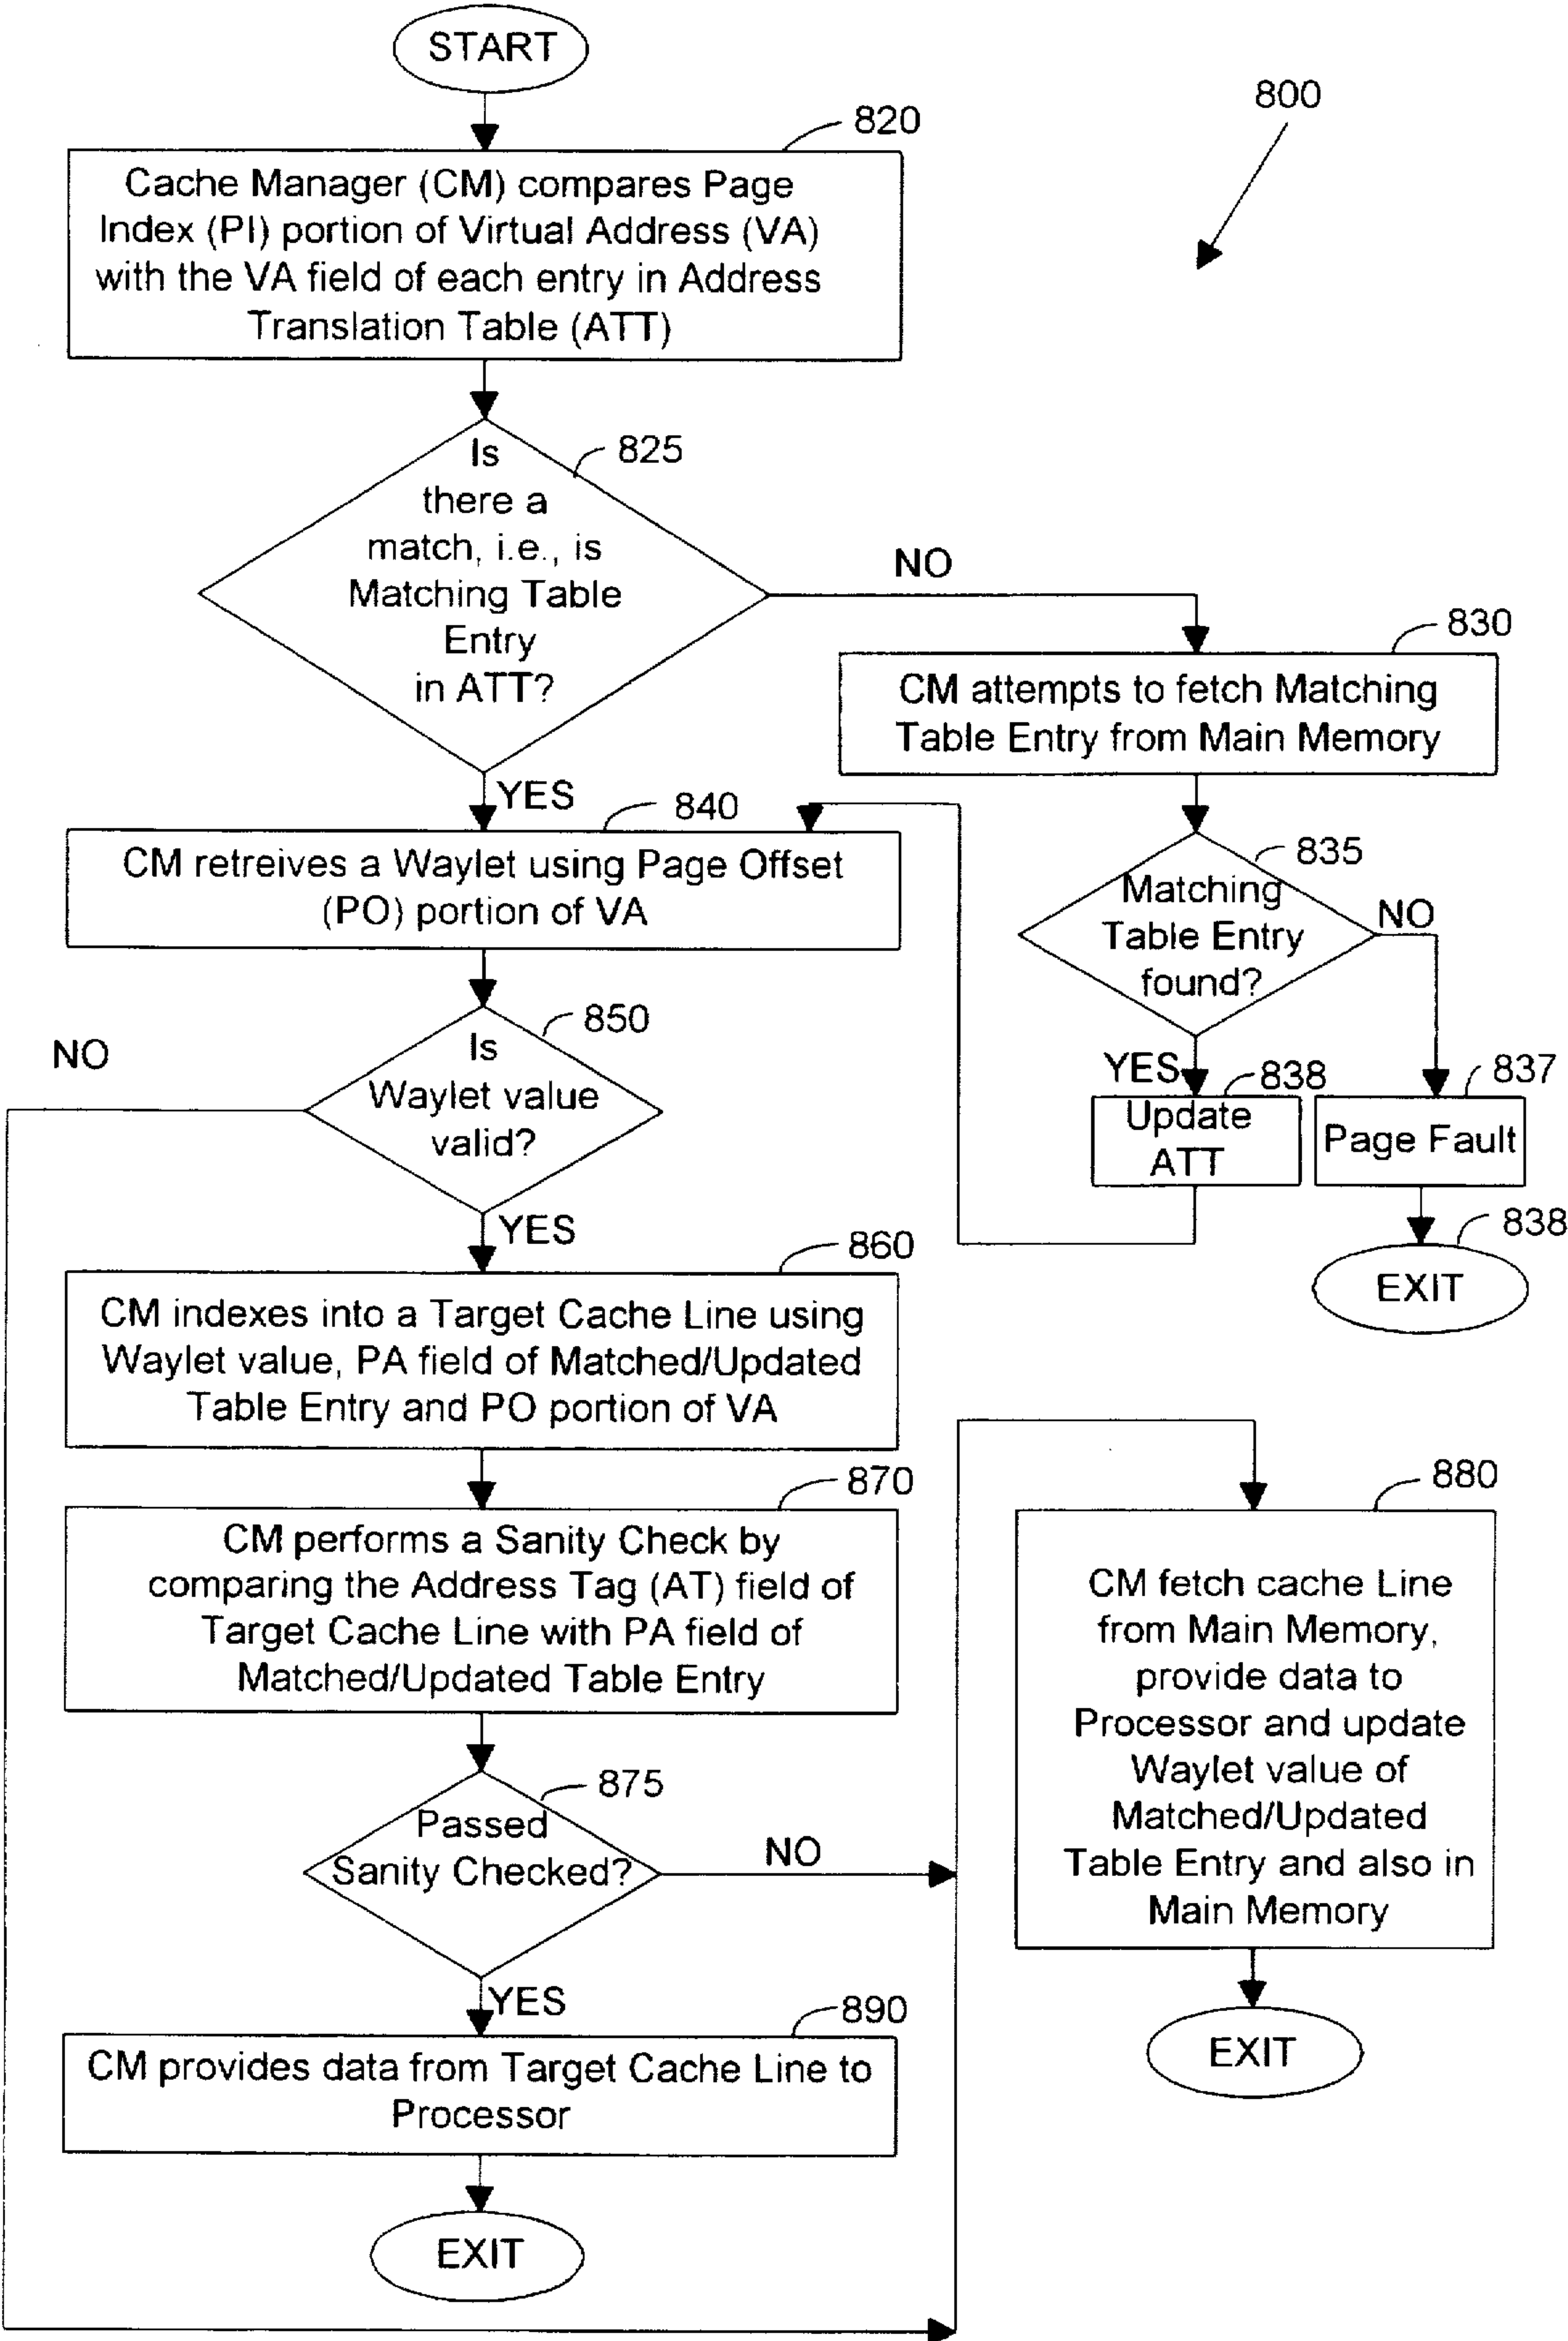 START
800
820
Cache Manager (CM) compares Page
Index (PI) portion of Virtual Address (VA)
with the VA field of each entry in Address
Translation Table (ATT)
825
Is
there a
match, i.e., is
Matching Table
Entry
in ATT?
NO
830
CM attempts to fetch Matching
Table Entry from Main Memory
YES
840
CM retreives a Waylet using Page Offset
(PO) portion of VA
835
Matching
Table Entry
found?
NO
YES
838
Update
ATT
837
Page Fault
838
EXIT
850
Is
Waylet value
valid?
NO
YES
860
CM indexes into a Target Cache Line using
Waylet value, PA field of Matched/Updated
Table Entry and PO portion of VA
870
CM performs a Sanity Check by
comparing the Address Tag (AT) field of
Target Cache Line with PA field of
Matched/Updated Table Entry
875
Passed
Sanity Checked?
NO
YES
880
CM fetch cache Line
from Main Memory,
provide data to
Processor and update
Waylet value of
Matched/Updated
Table Entry and also in
Main Memory
EXIT
890
CM provides data from Target Cache Line to
Processor
EXIT